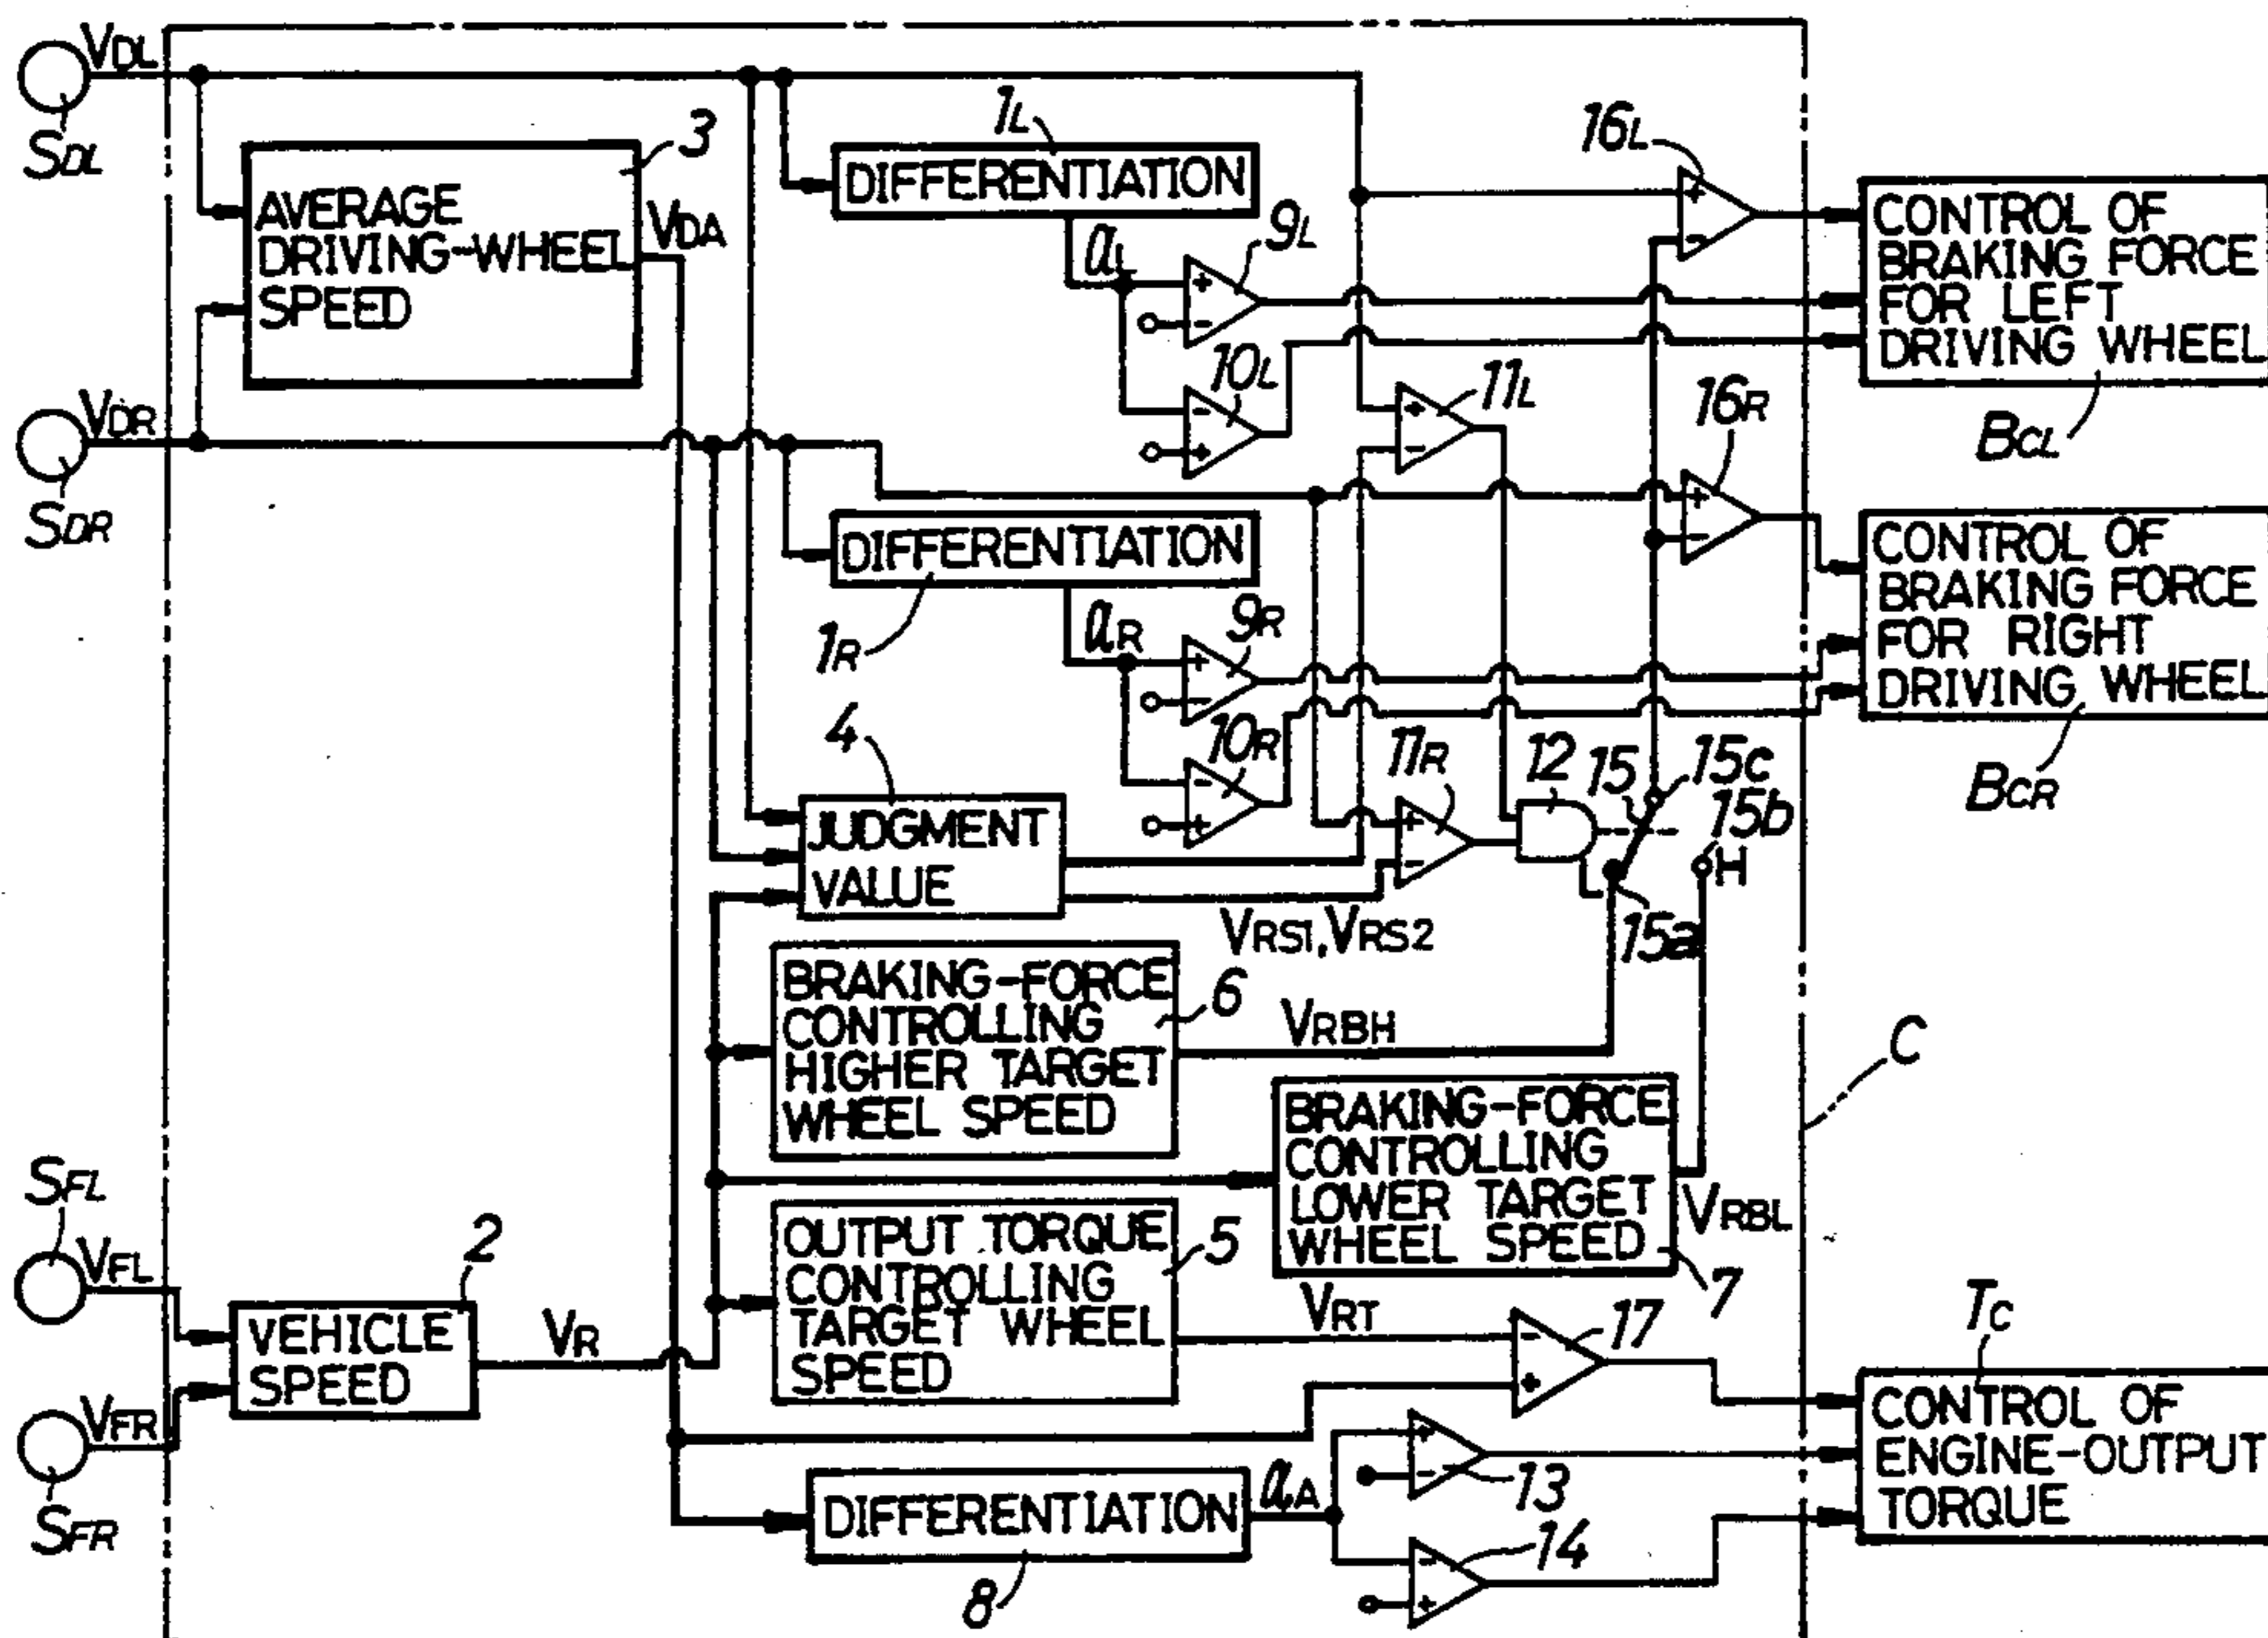 VDL
SDL
AVERAGE
DRIVING-WHEEL
SPEED
3
VDA
1L
DIFFERENTIATION
aL
9L
10L
16L
CONTROL OF
BRAKING FORCE
FOR LEFT
DRIVING WHEEL
BCL
VDR
SDR
11L
16R
DIFFERENTIATION
1R
aR
9R
10R
CONTROL OF
BRAKING FORCE
FOR RIGHT
DRIVING WHEEL
BCR
4
JUDGMENT
VALUE
11R
12
15
15c
15b
H
L
15a
VRS1, VRS2
BRAKING-FORCE
CONTROLLING
HIGHER TARGET
WHEEL SPEED
6
VRBH
C
BRAKING-FORCE
CONTROLLING
LOWER TARGET
WHEEL SPEED
7
VRBL
SFL
VFL
2
VEHICLE
SPEED
VR
VFR
SFR
OUTPUT TORQUE
CONTROLLING
TARGET WHEEL
SPEED
5
VRT
17
TC
CONTROL OF
ENGINE-OUTPUT
TORQUE
DIFFERENTIATION
8
aA
13
14